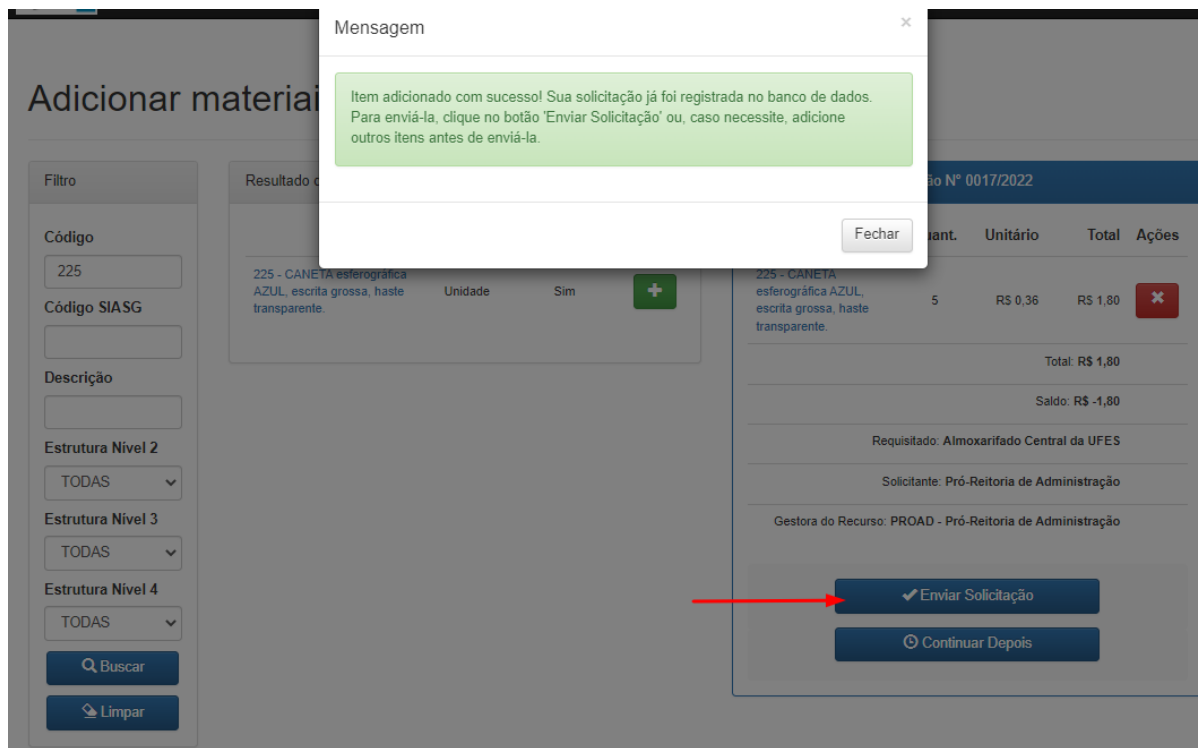 Mensagem
×
Item adicionado com sucesso! Sua solicitação já foi registrada no banco de dados.
Para enviá-la, clique no botão 'Enviar Solicitação' ou, caso necessite, adicione
outros itens antes de enviá-la.
Fechar
Adicionar materiai
Filtro
Código
225
Código SIASG
Descrição
Estrutura Nível 2
TODAS
Estrutura Nível 3
TODAS
Estrutura Nível 4
TODAS
Buscar
Limpar
Resultado
225 - CANETA esferográfica
AZUL, escrita grossa, haste
transparente.
Unidade
Sim
ão N° 0017/2022
uant.
Unitário
Total
Ações
225 - CANETA
esferográfica AZUL,
escrita grossa, haste
transparente.
5
R$ 0,36
R$ 1,80
Total: R$ 1,80
Saldo: R$ -1,80
Requisitado: Almoxarifado Central da UFES
Solicitante: Pró-Reitoria de Administração
Gestora do Recurso: PROAD - Pró-Reitoria de Administração
Enviar Solicitação
Continuar Depois